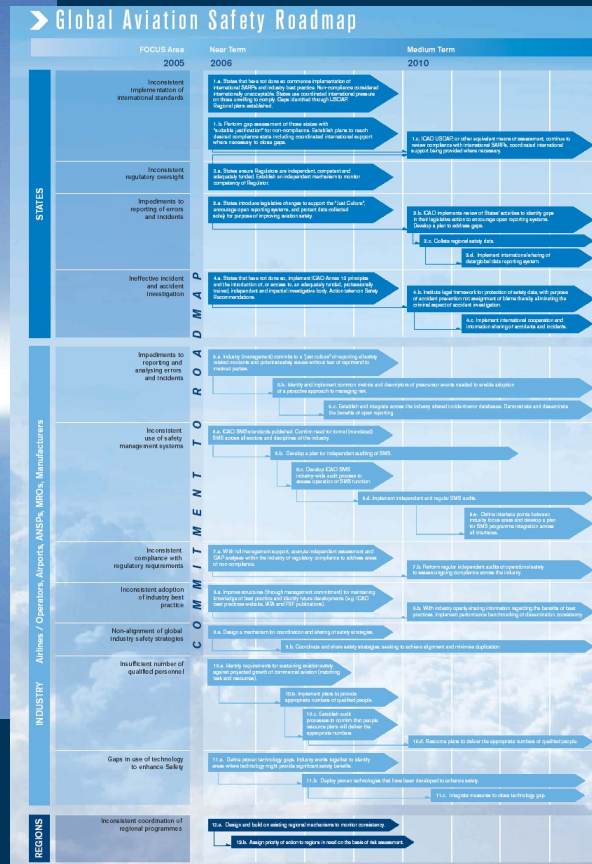 Global Aviation Safety Roadmap
FOCUS Area
Near Term
Medium Term
2005
2006
2010
STATES
COMMITMENT TO ROADMAP
Inconsistent
implementation of
international standards
1.a. States that have not done so commence implementation of
international SARPs and industry best practice. Non-compliance considered
internationally unacceptable. States use coordinated international pressure
on those unwilling to comply. Gaps identified through USOAP.
Regional plans established.
1.b. Perform gap assessment of those states with
"suitable justification" for non-compliance. Establish plans to reach
desired compliance state including coordinated international support
where necessary to close gaps.
1.c. ICAO USOAP, or other equivalent means of assessment, continue to
review compliance with international SARPs, coordinated international
support being provided where necessary.
Inconsistent
regulatory oversight
2.a. States ensure Regulators are independent, competent and
adequately funded. Establish an independent mechanism to monitor
competency of Regulator.
Impediments to
reporting of errors
and incidents
3.a. States introduce legislative changes to support the "Just Culture",
encourage open reporting systems, and protect data collected
solely for purpose of improving aviation safety.
3.b. ICAO implement review of States' activities to identify gaps
in their legislative action to encourage open reporting systems.
Develop a plan to address gaps.
3.c. Collate regional safety data.
3.d. Implement international sharing of
data/global data reporting system.
Ineffective incident
and accident
investigation
4.a. States that have not done so, implement ICAO Annex 13 principles
and the introduction of, or access to, an adequately funded, professionally
trained, independent and impartial investigative body. Action taken on Safety
Recommendations.
4.b. Institute legal framework for protection of safety data, with purpose
of accident prevention not assignment of blame thereby eliminating the
criminal aspect of accident investigation.
4.c. Implement international cooperation and
information sharing of accidents and incidents.
INDUSTRY Airlines / Operators, Airports, ANSPs, MROs, Manufacturers
Impediments to
reporting and
analysing errors
and incidents
5.a. Industry (management) commits to a "just culture" of reporting all safety
related incidents and potential safety issues without fear of reprimand to
involved parties.
5.b. Identify and implement common metrics and descriptors of precursor events needed to enable adoption
of a proactive approach to managing risk.
5.c. Establish and integrate across the industry shared incident/error databases. Demonstrate and disseminate
the benefits of open reporting.
Inconsistent
use of safety
management systems
6.a. ICAO SMS standards published. Confirm need for formal (mandated)
SMS across all sectors and disciplines of the industry.
6.b. Develop a plan for independent auditing of SMS.
6.c. Develop ICAO SMS
industry-wide audit process to
assess operation of SMS function.
6.d. Implement independent and regular SMS audits.
6.e. Define interface points between
industry focus areas and develop a plan
for SMS programme integration across
all interfaces.
Inconsistent
compliance with
regulatory requirements
7.a. With full management support, execute independent assessment and
GAP analyses within the industry of regulatory compliance to address areas
of non-compliance.
7.b. Perform regular independent audits of operational safety
to assess ongoing compliance across the industry.
Inconsistent adoption
of Industry best
practice
8.a. Improve structures (through management commitment) for maintaining
knowledge of best practice and identify future developments (e.g. ICAO
best practices website, IATA and FSF publications).
8.b. With industry openly sharing information regarding the benefits of best
practices, implement performance benchmarking of dissemination consistency.
Non-alignment of global
industry safety strategies
9.a. Design a mechanism for coordination and sharing of safety strategies
9.b. Coordinate and share safety strategies, seeking to achieve alignment and minimise duplication.
Insufficient number of
qualified personnel
10.a. Identify requirements for sustaining aviation safety
against projected growth of commercial aviation (matching
task and resources).
10.b. Implement plans to provide
appropriate numbers of qualified people.
10.c. Establish audit
processes to confirm that people
resource plans will deliver the
appropriate numbers.
10.d. Resource plans to deliver the appropriate numbers of qualified people.
Gaps in use of technology
to enhance Safety
11.a. Define proven technology gaps. Industry works together to identify
areas where technology might provide significant safety benefits.
11.b. Deploy proven technologies that have been developed to enhance safety.
11.c. Integrate measures to close technology gap.
REGIONS
Inconsistent coordination of
regional programmes
12.a. Design and build on existing regional mechanisms to monitor consistency.
12.b. Assign priority of action to regions in need on the basis of risk assessment.